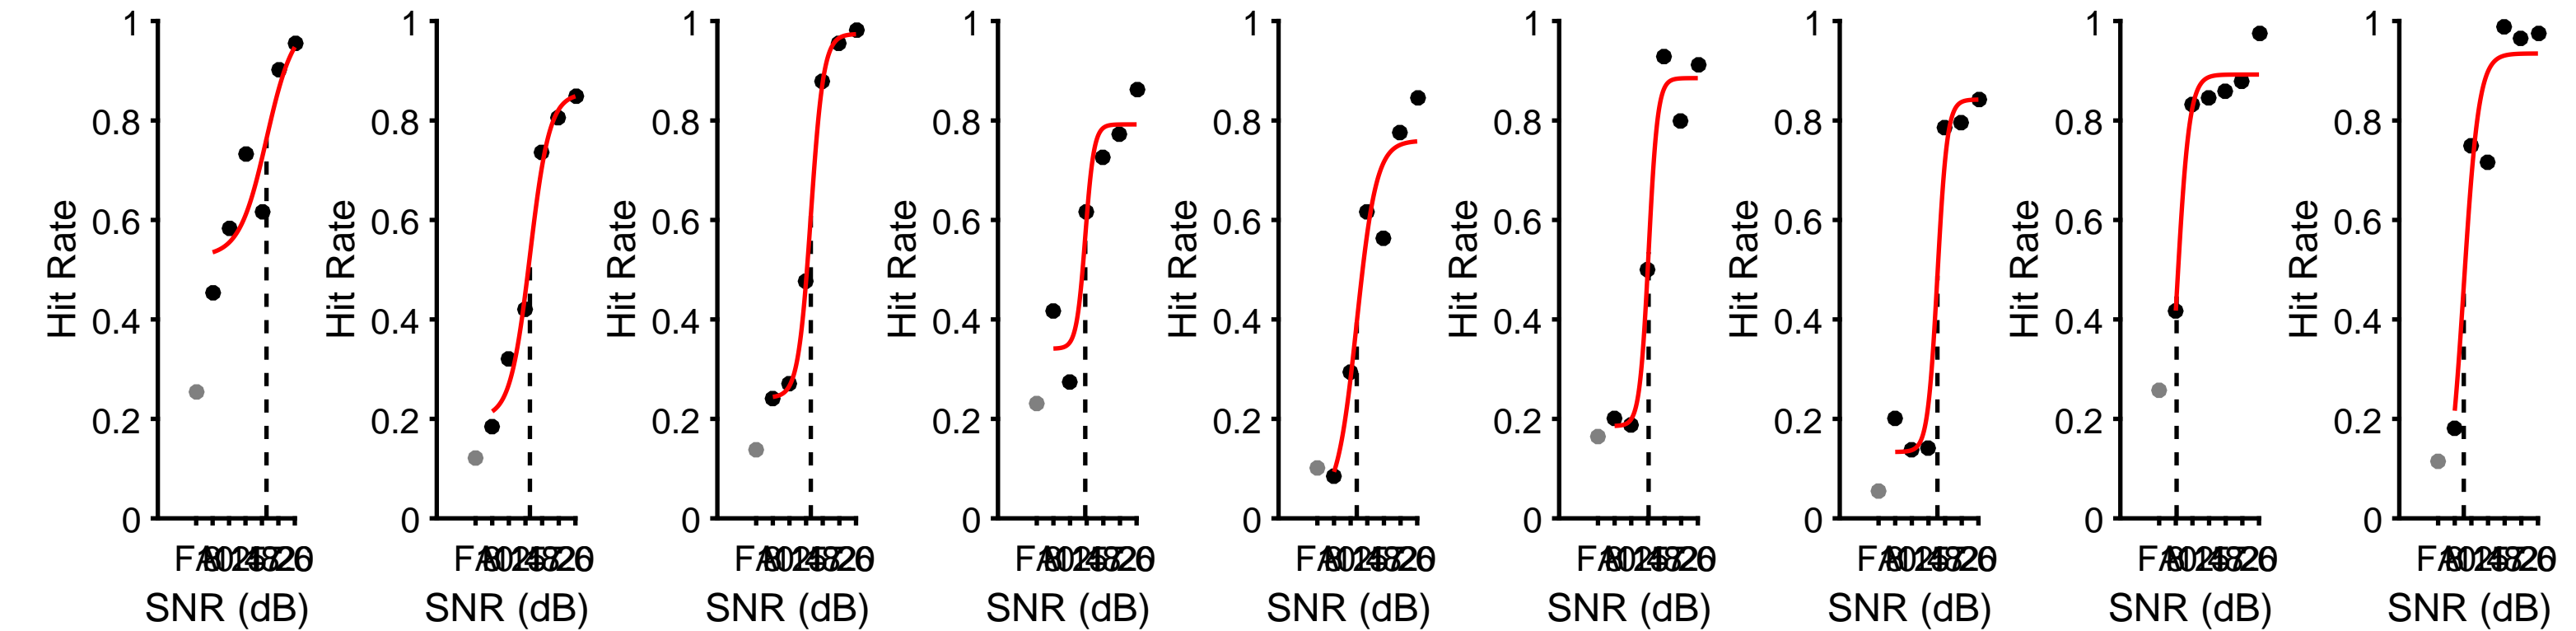 1 1 1 1 1 1 1 1 1
0.8 0.8 0.8 0.8 0.8 0.8 0.8 0.8 0.8
0.6 0.6 0.6 0.6 0.6 0.6 0.6 0.6 0.6
0.4 0.4 0.4 0.4 0.4 0.4 0.4 0.4 0.4
0.2 0.2 0.2 0.2 0.2 0.2 0.2 0.2 0.2
0 0 0 0 0 0 0 0 0
Hit Rate Hit Rate Hit Rate Hit Rate Hit Rate Hit Rate Hit Rate Hit Rate Hit Rate
SNR (dB) SNR (dB) SNR (dB) SNR (dB) SNR (dB) SNR (dB) SNR (dB) SNR (dB) SNR (dB)